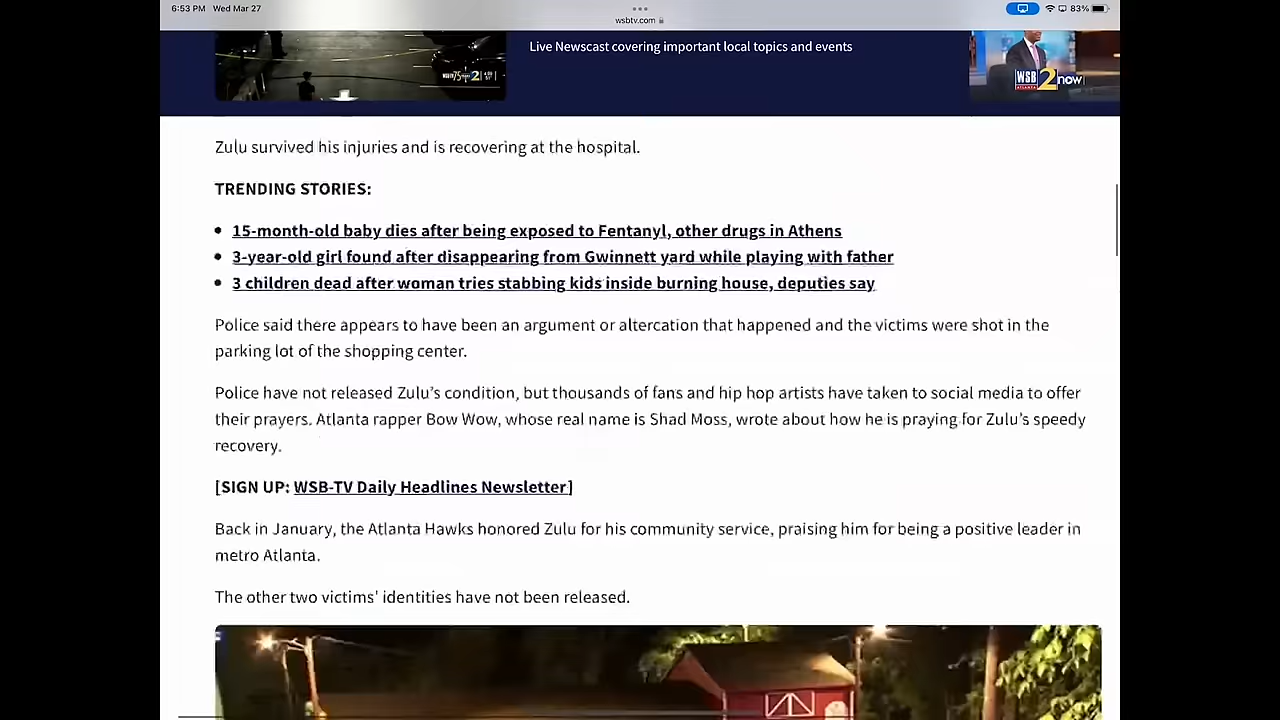 6:53 PM Wed Mar 27
83%
wsbtv.com
Live Newscast covering important local topics and events
WSB 2 now
ATLANTA
Zulu survived his injuries and is recovering at the hospital.
TRENDING STORIES:
15-month-old baby dies after being exposed to Fentanyl, other drugs in Athens
3-year-old girl found after disappearing from Gwinnett yard while playing with father
3 children dead after woman tries stabbing kids inside burning house, deputies say
Police said there appears to have been an argument or altercation that happened and the victims were shot in the
parking lot of the shopping center.
Police have not released Zulu’s condition, but thousands of fans and hip hop artists have taken to social media to offer
their prayers. Atlanta rapper Bow Wow, whose real name is Shad Moss, wrote about how he is praying for Zulu’s speedy
recovery.
[SIGN UP: WSB-TV Daily Headlines Newsletter]
Back in January, the Atlanta Hawks honored Zulu for his community service, praising him for being a positive leader in
metro Atlanta.
The other two victims' identities have not been released.